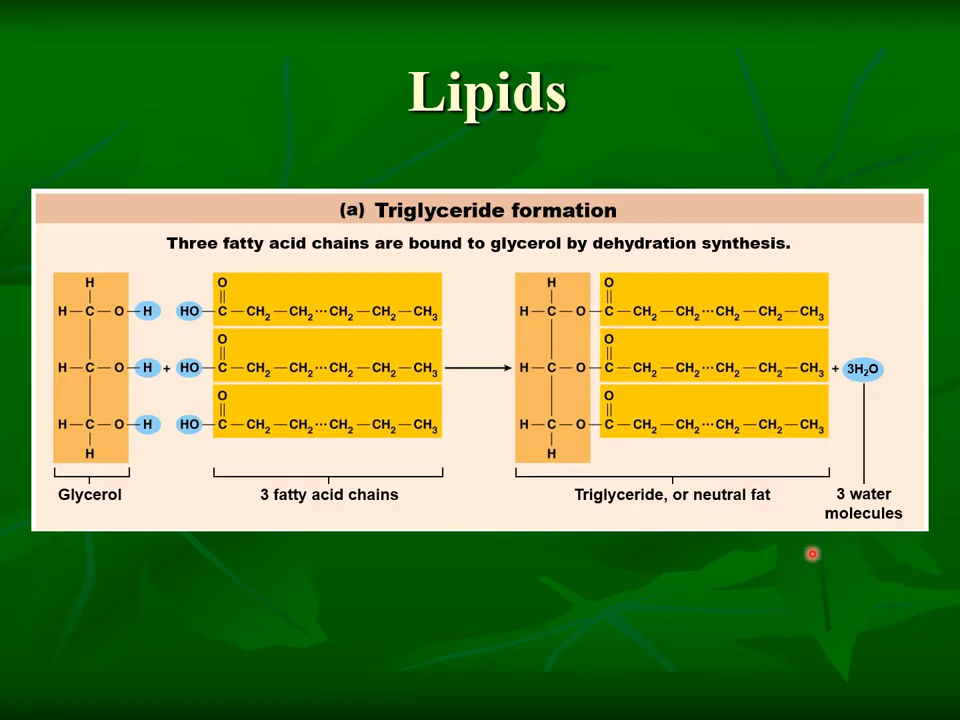 Lipids
(a) Triglyceride formation
Three fatty acid chains are bound to glycerol by dehydration synthesis.
H O H O
H—C—O—H HO—C—CH₂—CH₂···CH₂—CH₂—CH₃ H—C—O—C—CH₂—CH₂···CH₂—CH₂—CH₃
O O
H—C—O—H + HO—C—CH₂—CH₂···CH₂—CH₂—CH₃ H—C—O—C—CH₂—CH₂···CH₂—CH₂—CH₃ + 3H₂O
O O
H—C—O—H HO—C—CH₂—CH₂···CH₂—CH₂—CH₃ H—C—O—C—CH₂—CH₂···CH₂—CH₂—CH₃
H H
Glycerol 3 fatty acid chains Triglyceride, or neutral fat 3 water
molecules